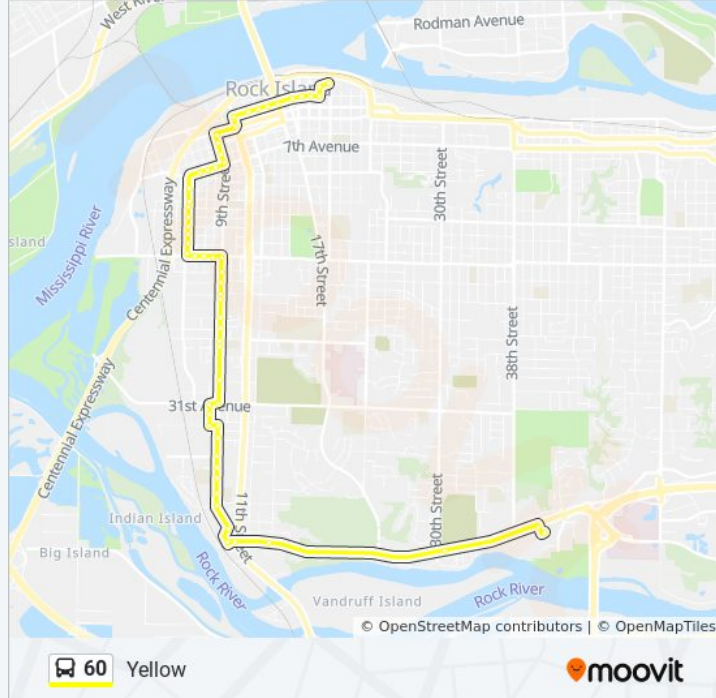 West River
Rodman Avenue
Rock Island
7th Avenue
30th Street
9th Street
Centennial Expressway
sland
Mississippi River
17th Street
38th Street
31st Avenue
Centennial Expressway
11th Street
30th Street
Indian Island
Big Island
Rock River
Rock River
Vandruff Island
© OpenStreetMap contributors | © OpenMapTiles
60 Yellow
moovit